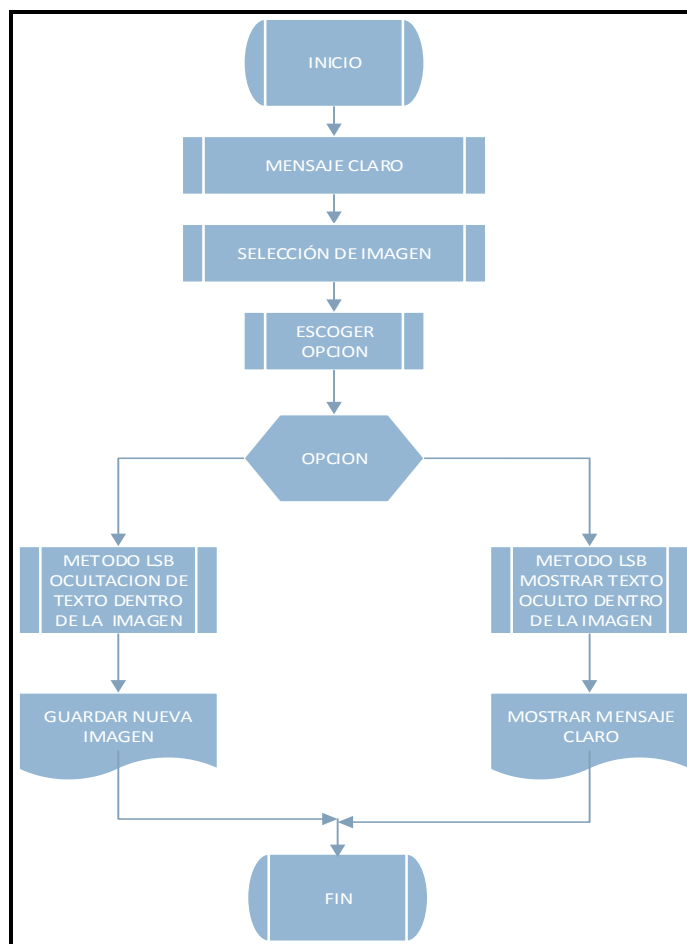 INICIO
MENSAJE CLARO
SELECCIÓN DE IMAGEN
ESCOGER
OPCION
OPCION
METODO LSB
OCULTACION DE
TEXTO DENTRO
DE LA IMAGEN
METODO LSB
MOSTRAR TEXTO
OCULTO DENTRO
DE LA IMAGEN
GUARDAR NUEVA
IMAGEN
MOSTRAR MENSAJE
CLARO
FIN